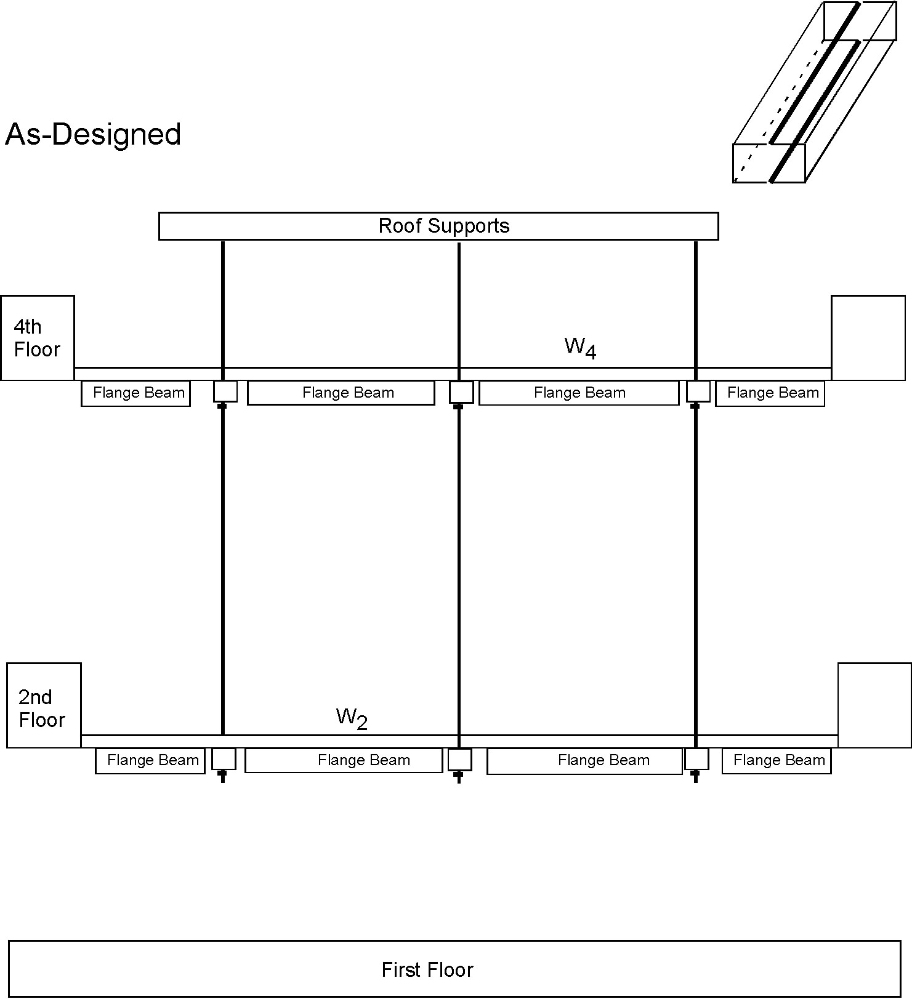 As-Designed
Roof Supports
4th
Floor
W4
Flange Beam
Flange Beam
Flange Beam
Flange Beam
2nd
Floor
W2
Flange Beam
Flange Beam
Flange Beam
Flange Beam
First Floor